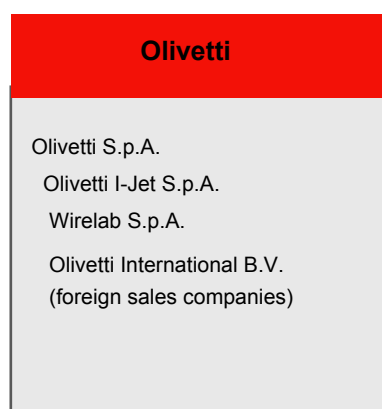 Olivetti
Olivetti S.p.A.
Olivetti I-Jet S.p.A.
Wirelab S.p.A.
Olivetti International B.V.
(foreign sales companies)